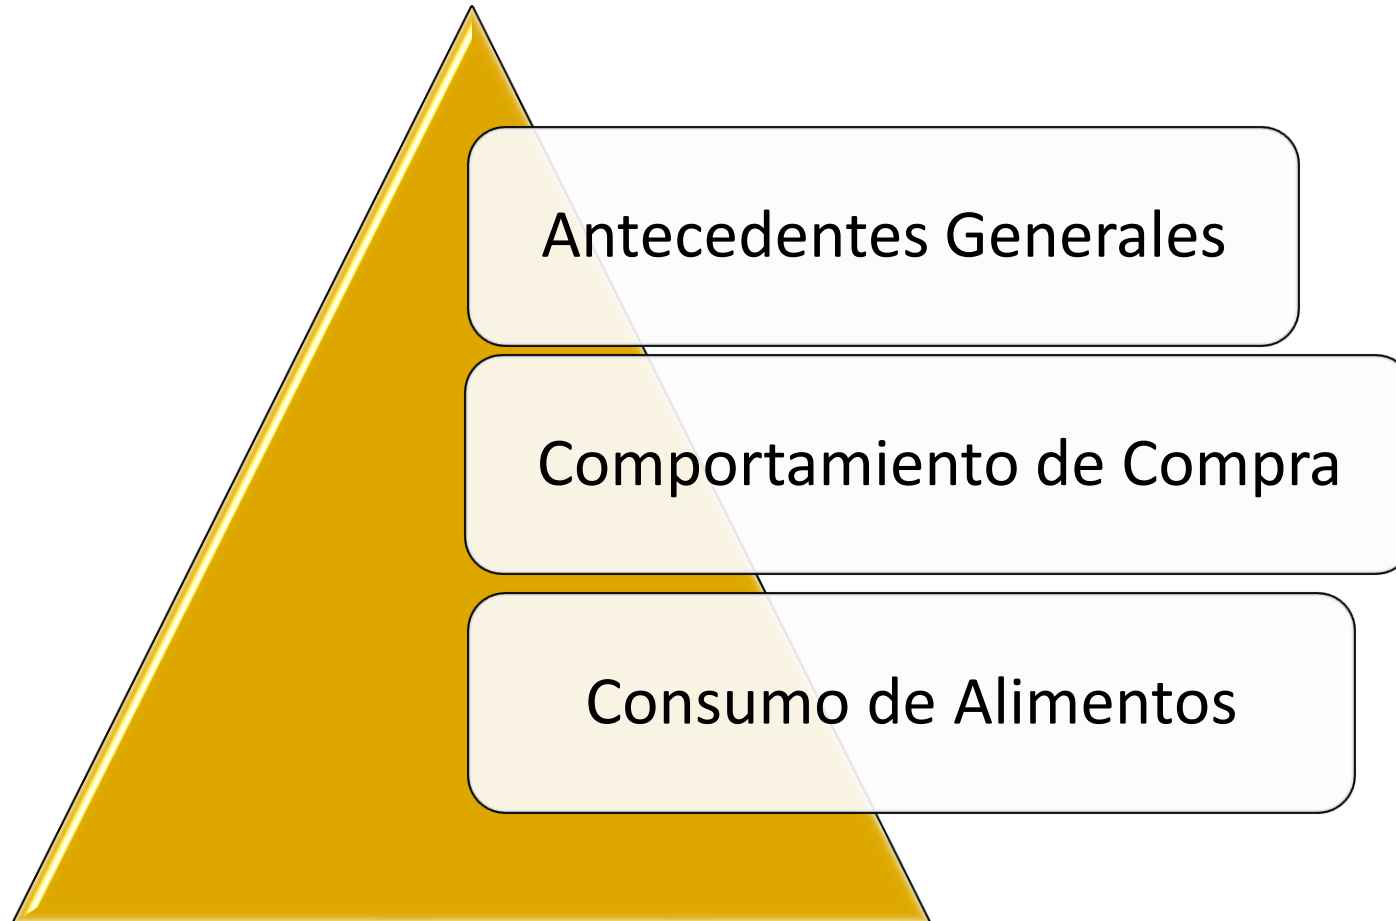 Antecedentes Generales
Comportamiento de Compra
Consumo de Alimentos